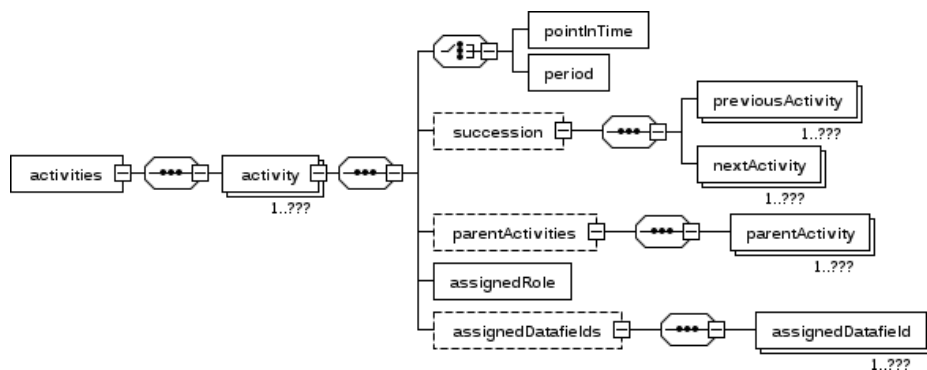 pointInTime
period
succession
previousActivity
1..???
nextActivity
1..???
activities
activity
1..???
parentActivities
parentActivity
1..???
assignedRole
assignedDatafields
assignedDatafield
1..???